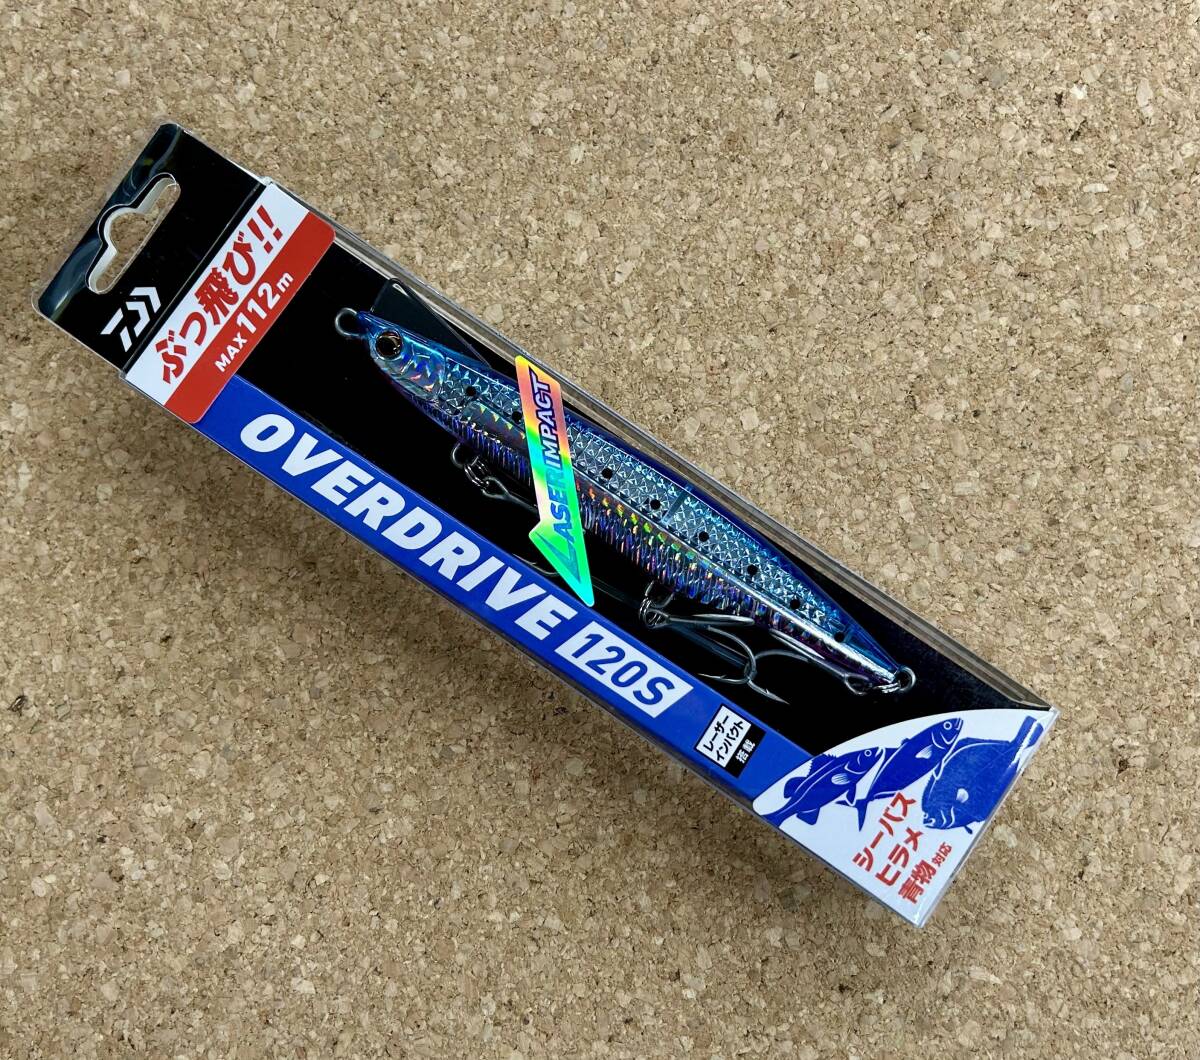 ぶっ飛び!!
MAX112m
LASER IMPACT
OVERDRIVE 120S
レーザー
インパクト
搭載
シーバス
ヒラメ
青物対応